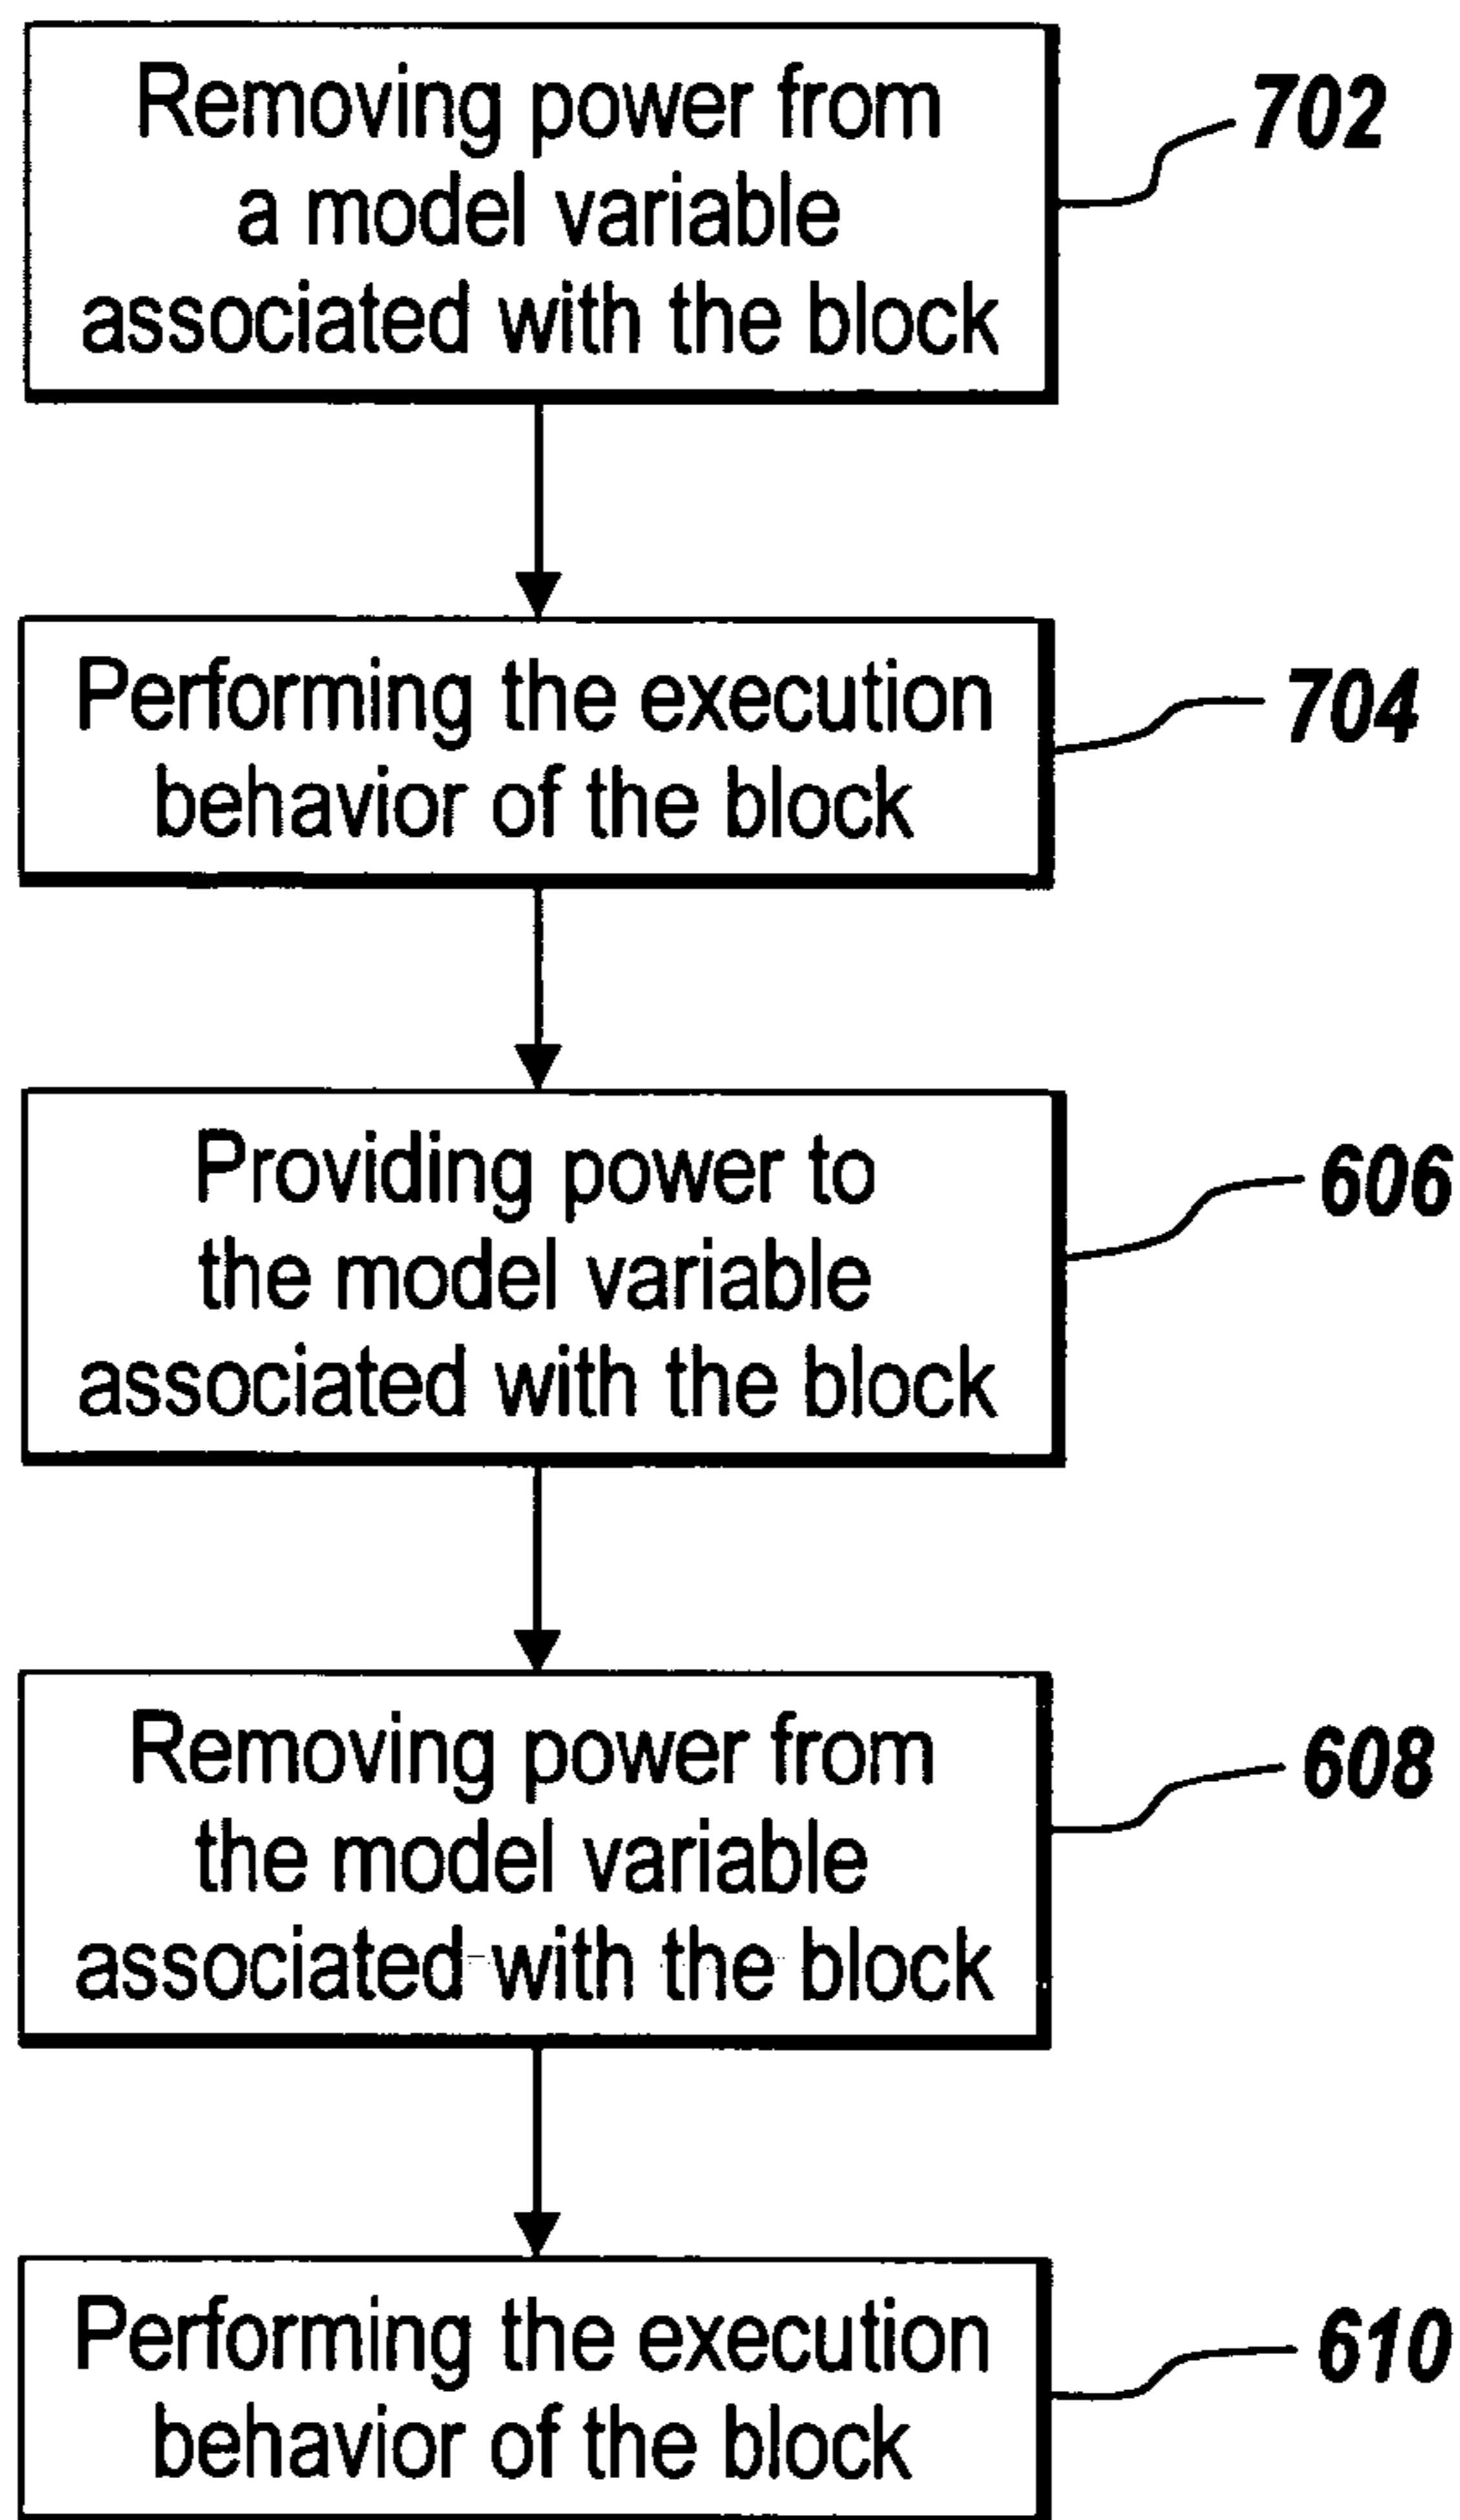 Removing power from
a model variable
associated with the block
702
Performing the execution
behavior of the block
704
Providing power to
the model variable
associated with the block
606
Removing power from
the model variable
associated with the block
608
Performing the execution
behavior of the block
610